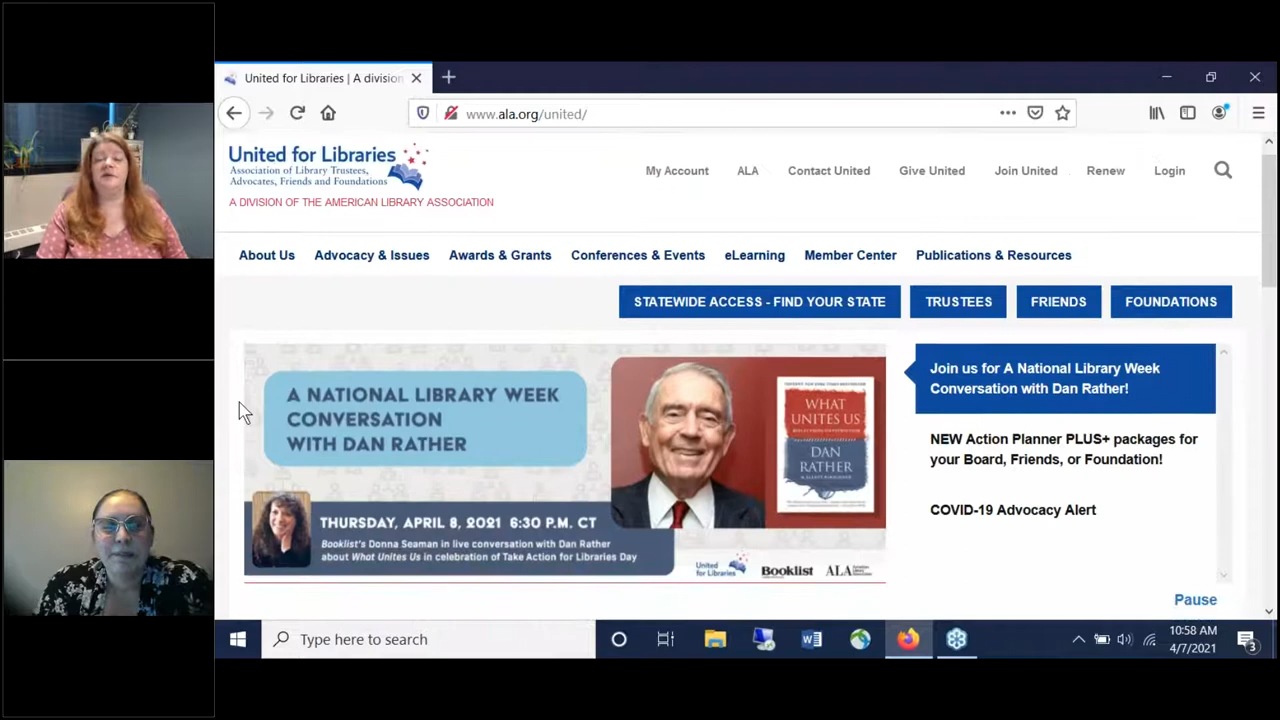 United for Libraries | A division
www.ala.org/united/
United for Libraries
Association of Library Trustees,
Advocates, Friends and Foundations
A DIVISION OF THE AMERICAN LIBRARY ASSOCIATION
My Account ALA Contact United Give United Join United Renew Login
About Us Advocacy & Issues Awards & Grants Conferences & Events eLearning Member Center Publications & Resources
STATEWIDE ACCESS - FIND YOUR STATE TRUSTEES FRIENDS FOUNDATIONS
A NATIONAL LIBRARY WEEK
CONVERSATION
WITH DAN RATHER
WHAT
UNITES US
DAN
RATHER
THURSDAY, APRIL 8, 2021 6:30 P.M. CT
Booklist's Donna Seaman in live conversation with Dan Rather
about What Unites Us in celebration of Take Action for Libraries Day
United
for Libraries
Booklist
ALA
Join us for A National Library Week
Conversation with Dan Rather!
NEW Action Planner PLUS+ packages for
your Board, Friends, or Foundation!
COVID-19 Advocacy Alert
Pause
Type here to search
10:58 AM
4/7/2021
3